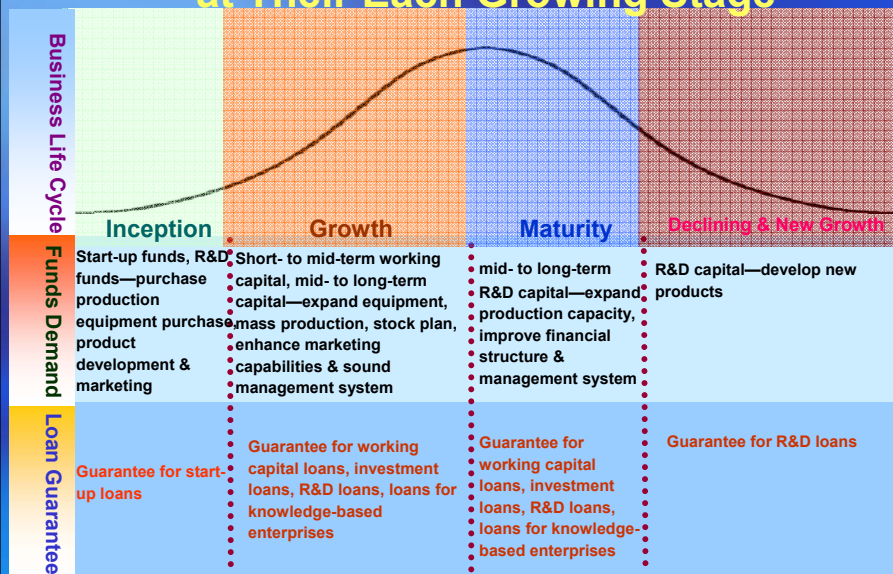 at Their Each Growing Stage
Business Life Cycle
Inception
Growth
Maturity
Declining & New Growth
Funds Demand
Start-up funds, R&D
funds—purchase
production
equipment purchase,
product
development &
marketing
Short- to mid-term working
capital, mid- to long-term
capital—expand equipment,
mass production, stock plan,
enhance marketing
capabilities & sound
management system
mid- to long-term
R&D capital—expand
production capacity,
improve financial
structure &
management system
R&D capital—develop new
products
Loan Guarantee
Guarantee for start-
up loans
Guarantee for working
capital loans, investment
loans, R&D loans, loans for
knowledge-based
enterprises
Guarantee for
working capital
loans, investment
loans, R&D loans,
loans for knowledge-
based enterprises
Guarantee for R&D loans